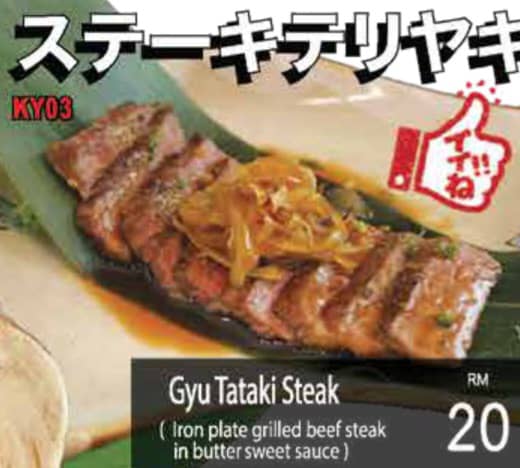 ステーキテリヤキ
KY03
イイ!!
ね
Gyu Tataki Steak
RM
20
( Iron plate grilled beef steak
in butter sweet sauce )